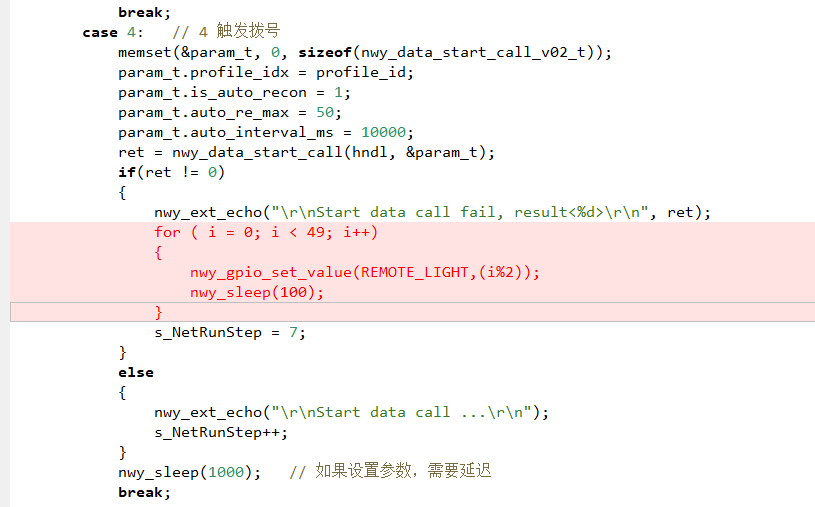 break;
case 4:   // 4 触发拨号
memset(&param_t, 0, sizeof(nwy_data_start_call_v02_t));
param_t.profile_idx = profile_id;
param_t.is_auto_recon = 1;
param_t.auto_re_max = 50;
param_t.auto_interval_ms = 10000;
ret = nwy_data_start_call(hndl, &param_t);
if(ret != 0)
{
nwy_ext_echo("\r\nStart data call fail, result<%d>\r\n", ret);
for ( i = 0; i < 49; i++)
{
nwy_gpio_set_value(REMOTE_LIGHT,(i%2));
nwy_sleep(100);
}
s_NetRunStep = 7;
}
else
{
nwy_ext_echo("\r\nStart data call ...\r\n");
s_NetRunStep++;
}
nwy_sleep(1000);   // 如果设置参数，需要延迟
break;